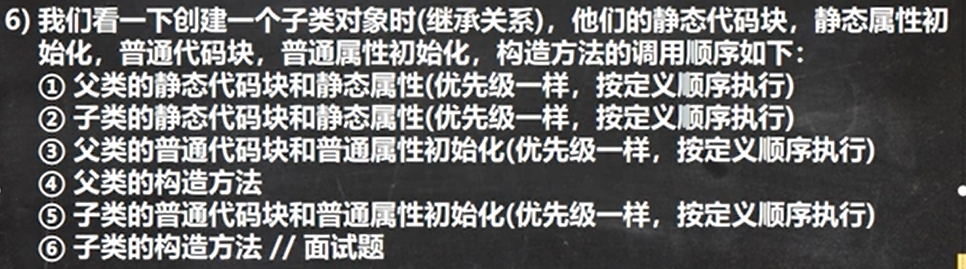 6) 我们看一下创建一个子类对象时(继承关系)，他们的静态代码块，静态属性初
始化，普通代码块，普通属性初始化，构造方法的调用顺序如下：
① 父类的静态代码块和静态属性(优先级一样，按定义顺序执行)
② 子类的静态代码块和静态属性(优先级一样，按定义顺序执行)
③ 父类的普通代码块和普通属性初始化(优先级一样，按定义顺序执行)
④ 父类的构造方法
⑤ 子类的普通代码块和普通属性初始化(优先级一样，按定义顺序执行)
⑥ 子类的构造方法 // 面试题